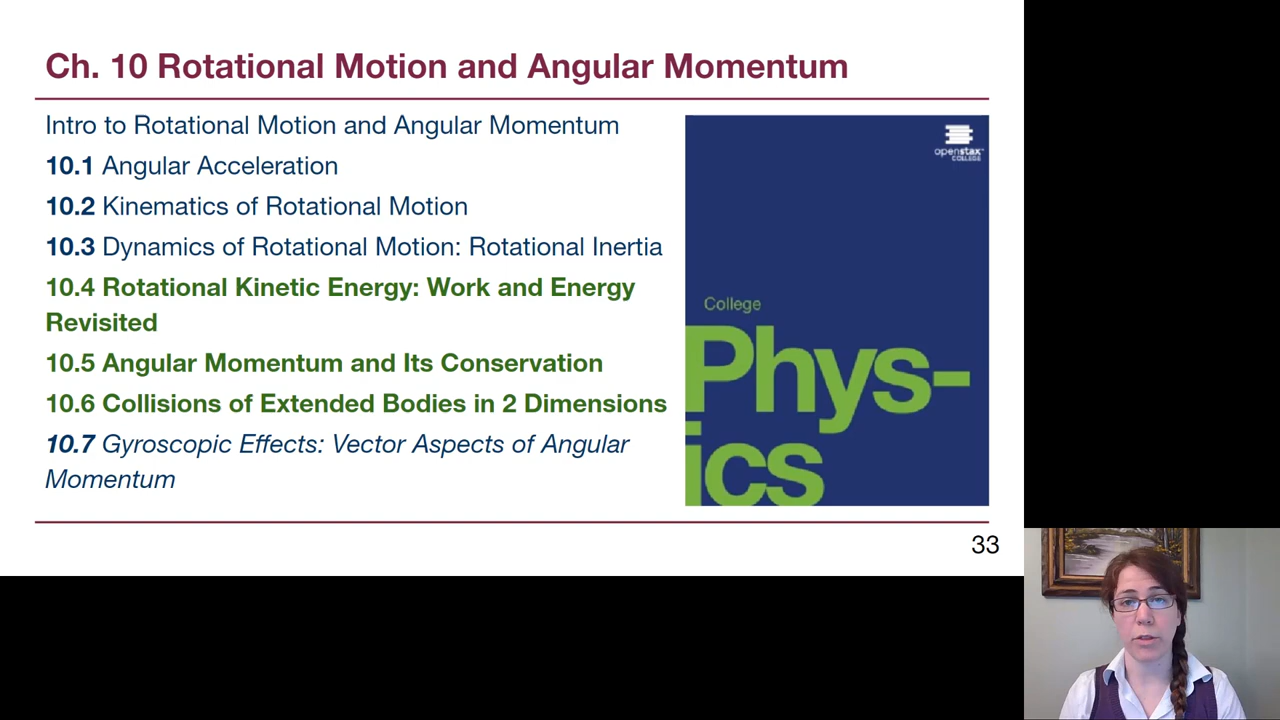 Ch. 10 Rotational Motion and Angular Momentum
Intro to Rotational Motion and Angular Momentum
10.1 Angular Acceleration
10.2 Kinematics of Rotational Motion
10.3 Dynamics of Rotational Motion: Rotational Inertia
10.4 Rotational Kinetic Energy: Work and Energy
Revisited
10.5 Angular Momentum and Its Conservation
10.6 Collisions of Extended Bodies in 2 Dimensions
10.7 Gyroscopic Effects: Vector Aspects of Angular
Momentum
openstax™
COLLEGE
College
Phys-
ics
33